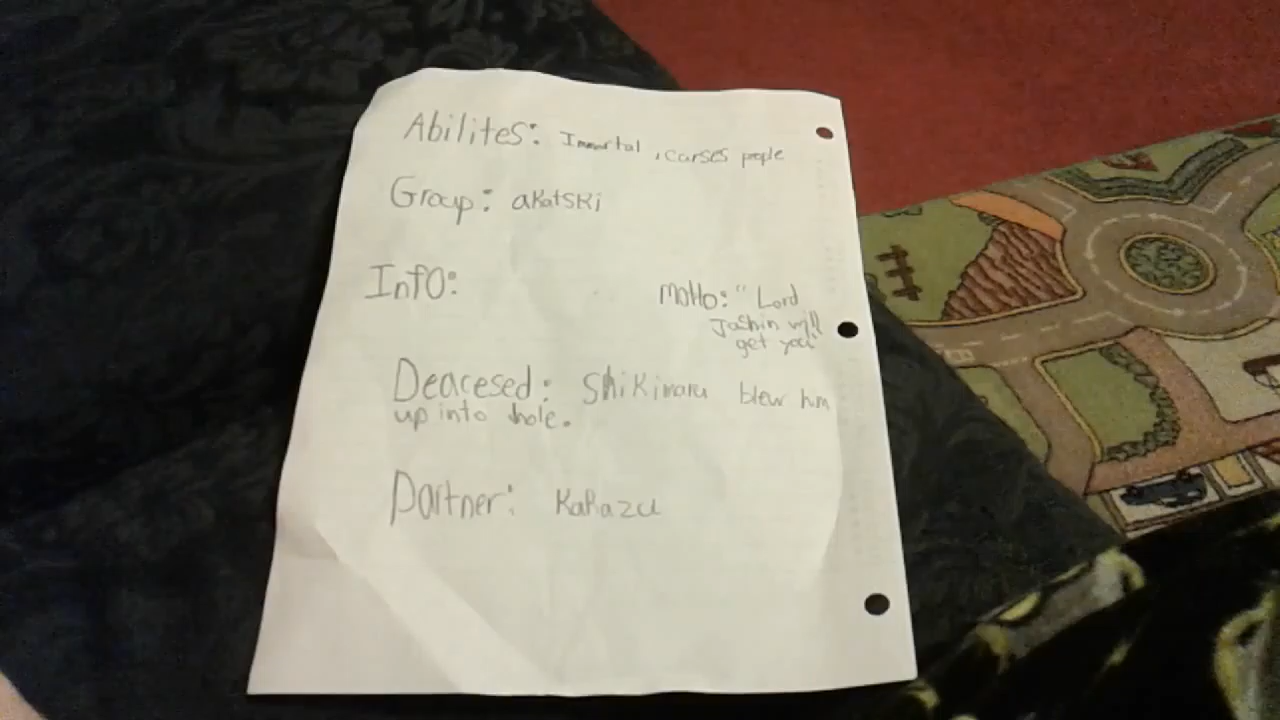 Abilites: Immortal, curses people
Group: akatski
Info:
Motto: "Lord
Jashin will
get you"
Deacesed: Shikimaru blew him
up into hole.
Partner: Kakazu